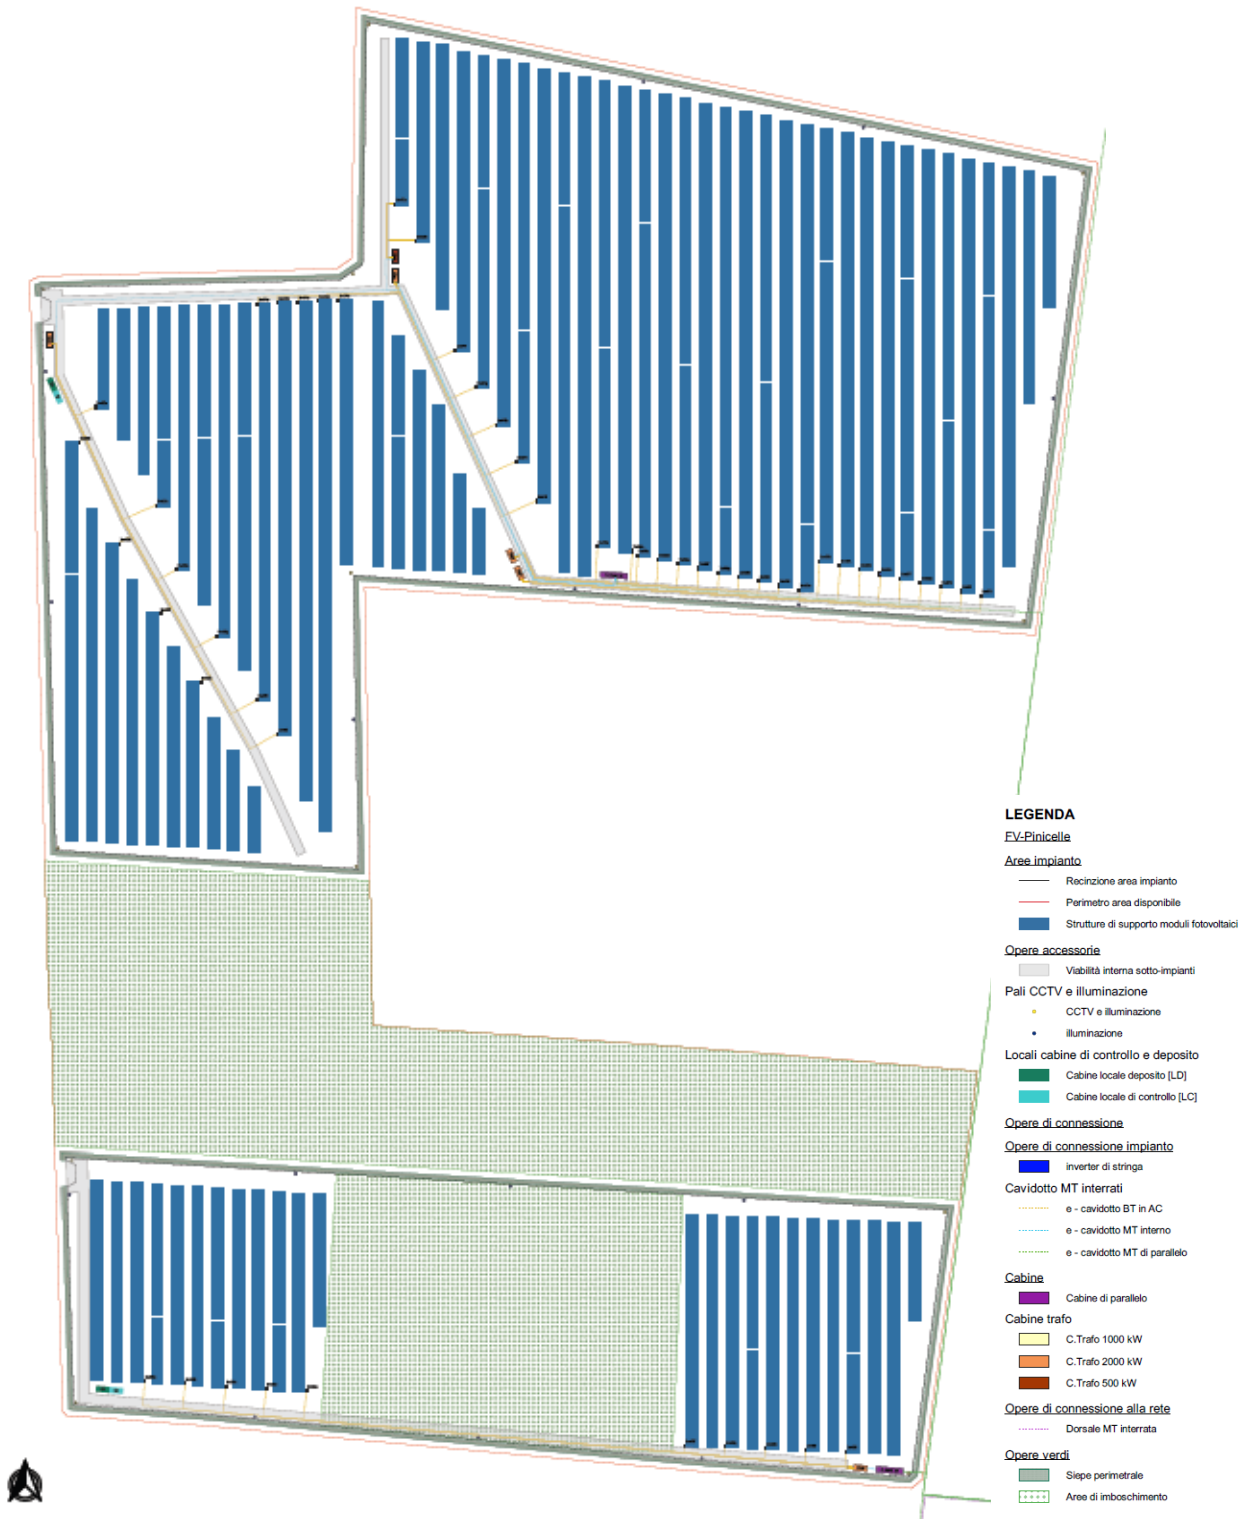 LEGENDA
FV-Pinicelle
Aree impianto
Recinzione area impianto
Perimetro area disponibile
Strutture di supporto moduli fotovoltaici
Opere accessorie
Viabilità interna sotto-impianti
Pali CCTV e illuminazione
CCTV e illuminazione
illuminazione
Locali cabine di controllo e deposito
Cabine locale deposito [LD]
Cabine locale di controllo [LC]
Opere di connessione
Opere di connessione impianto
inverter di stringa
Cavidotto MT interrati
e - cavidotto BT in AC
e - cavidotto MT interno
e - cavidotto MT di parallelo
Cabine
Cabine di parallelo
Cabine trafo
C.Trafo 1000 kW
C.Trafo 2000 kW
C.Trafo 500 kW
Opere di connessione alla rete
Dorsale MT interrata
Opere verdi
Siepe perimetrale
Aree di imboschimento